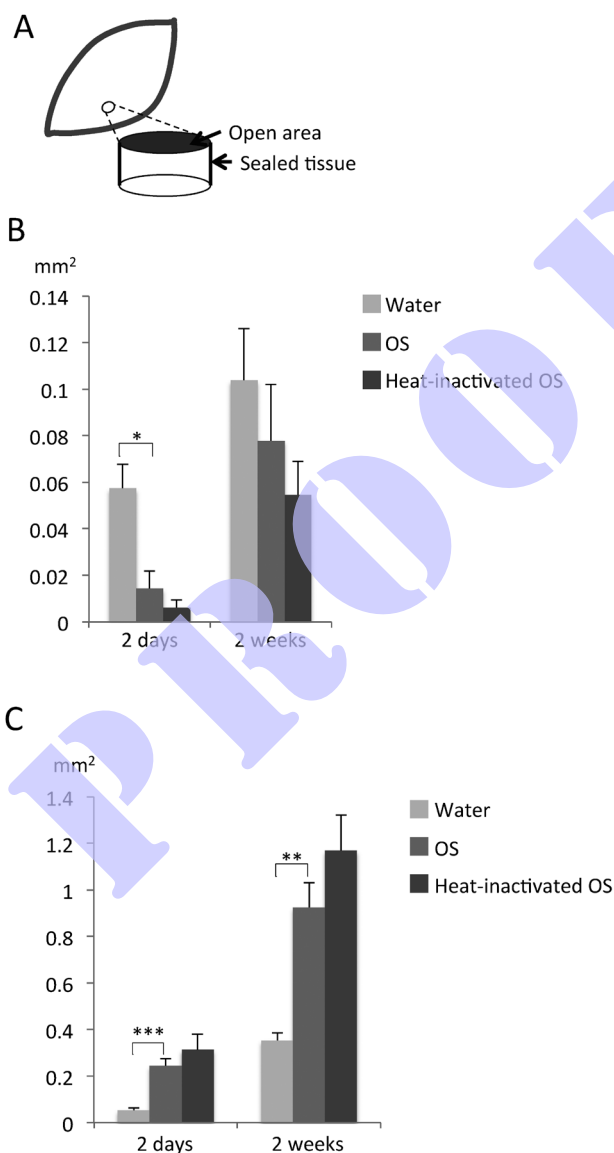 A
Open area
Sealed tissue
B
mm²
0.14
0.12
0.1
0.08
0.06
0.04
0.02
0
*
2 days
2 weeks
Water
OS
Heat-inactivated OS
C
mm²
1.4
1.2
1
0.8
0.6
0.4
0.2
0
***
**
2 days
2 weeks
Water
OS
Heat-inactivated OS
PROO